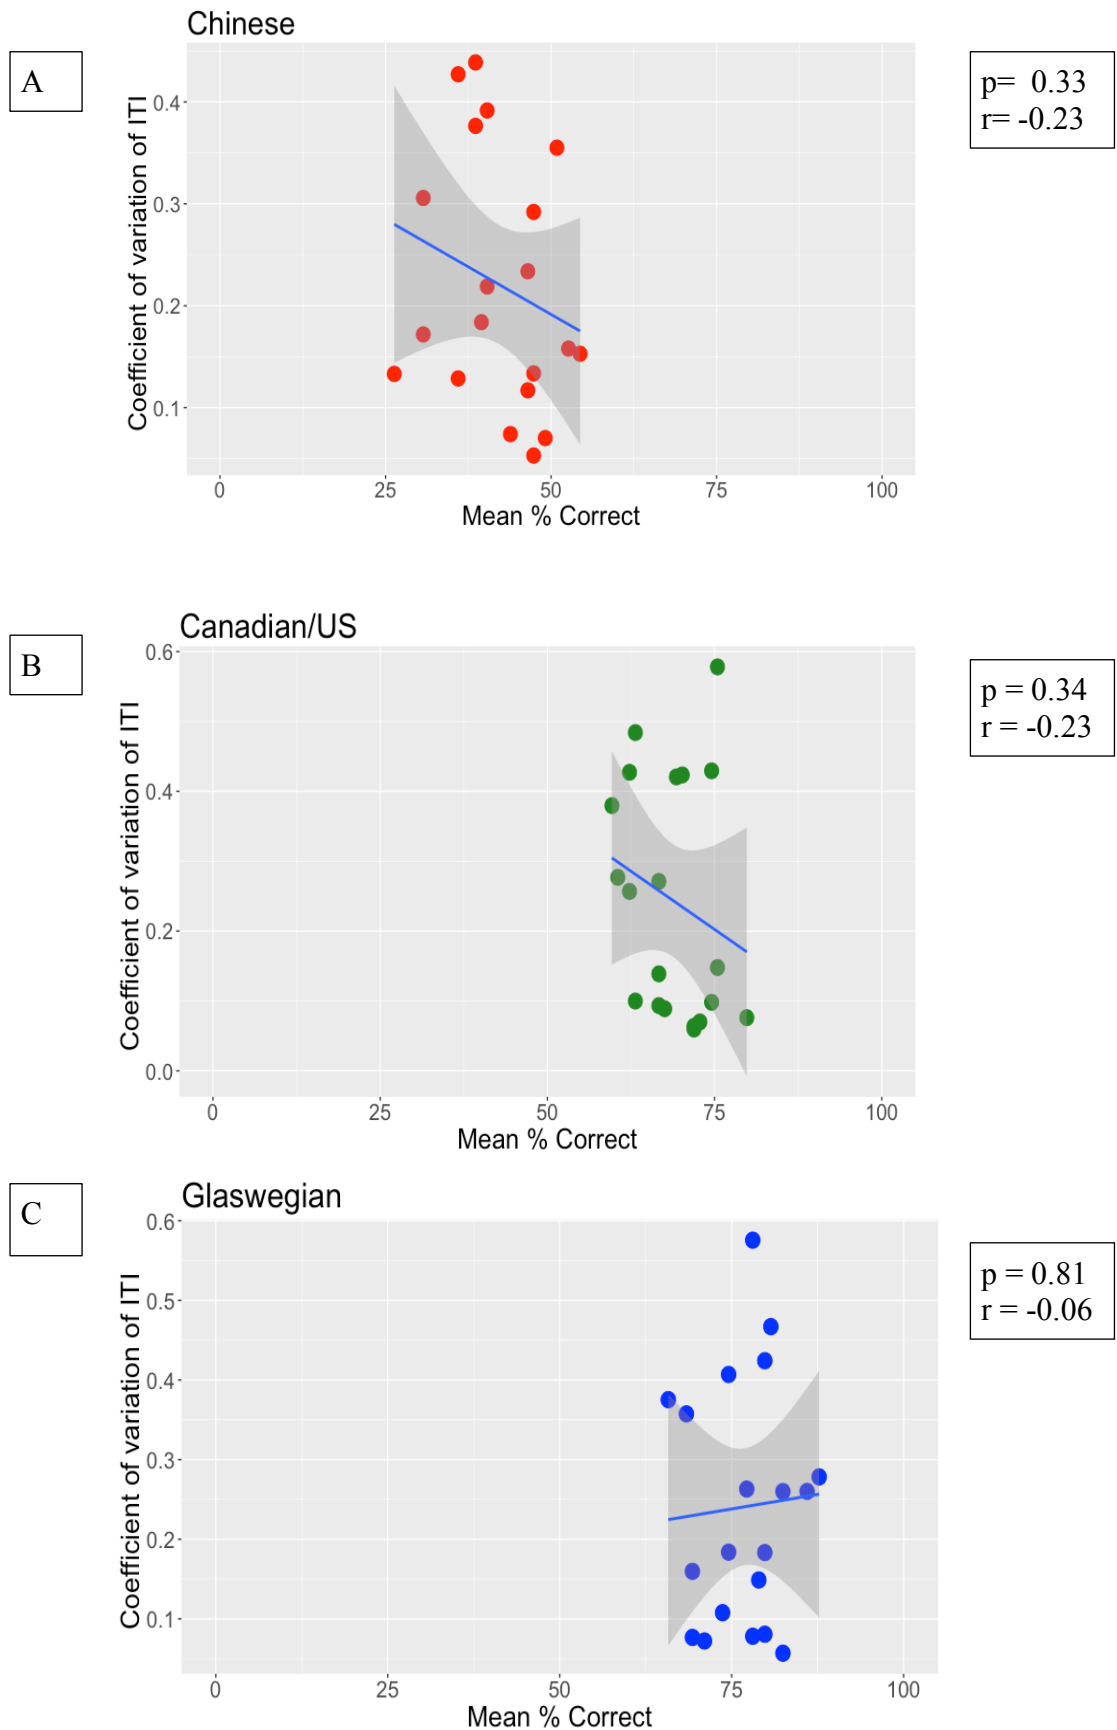 A
Chinese
p=  0.33
r= -0.23
Coefficient of variation of ITI
0.4
0.3
0.2
0.1
0 25 50 75 100
Mean % Correct
B
Canadian/US
p = 0.34
r = -0.23
Coefficient of variation of ITI
0.6
0.4
0.2
0.0
0 25 50 75 100
Mean % Correct
C
Glaswegian
p = 0.81
r = -0.06
Coefficient of variation of ITI
0.6
0.5
0.4
0.3
0.2
0.1
0 25 50 75 100
Mean % Correct